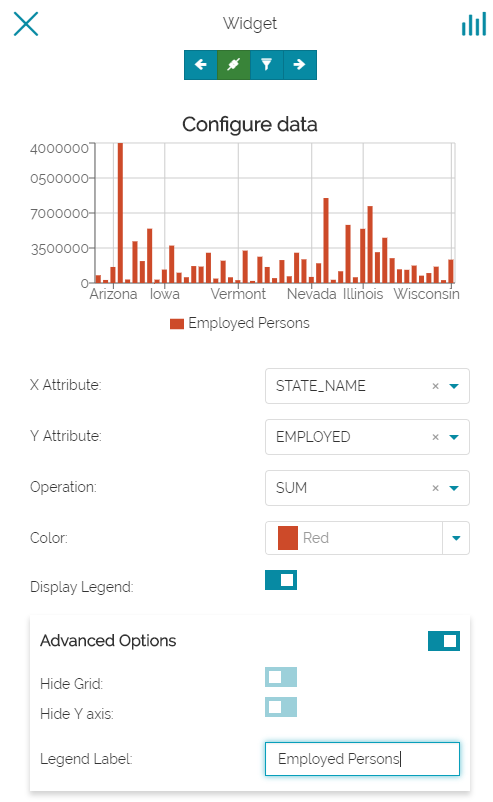 Widget
Configure data
4000000
0500000
7000000
3500000
0
Arizona Iowa Vermont Nevada Illinois Wisconsin
Employed Persons
X Attribute: STATE_NAME × 
Y Attribute: EMPLOYED ×
Operation: SUM ×
Color: Red
Display Legend:
Advanced Options
Hide Grid:
Hide Y axis:
Legend Label: Employed Persons